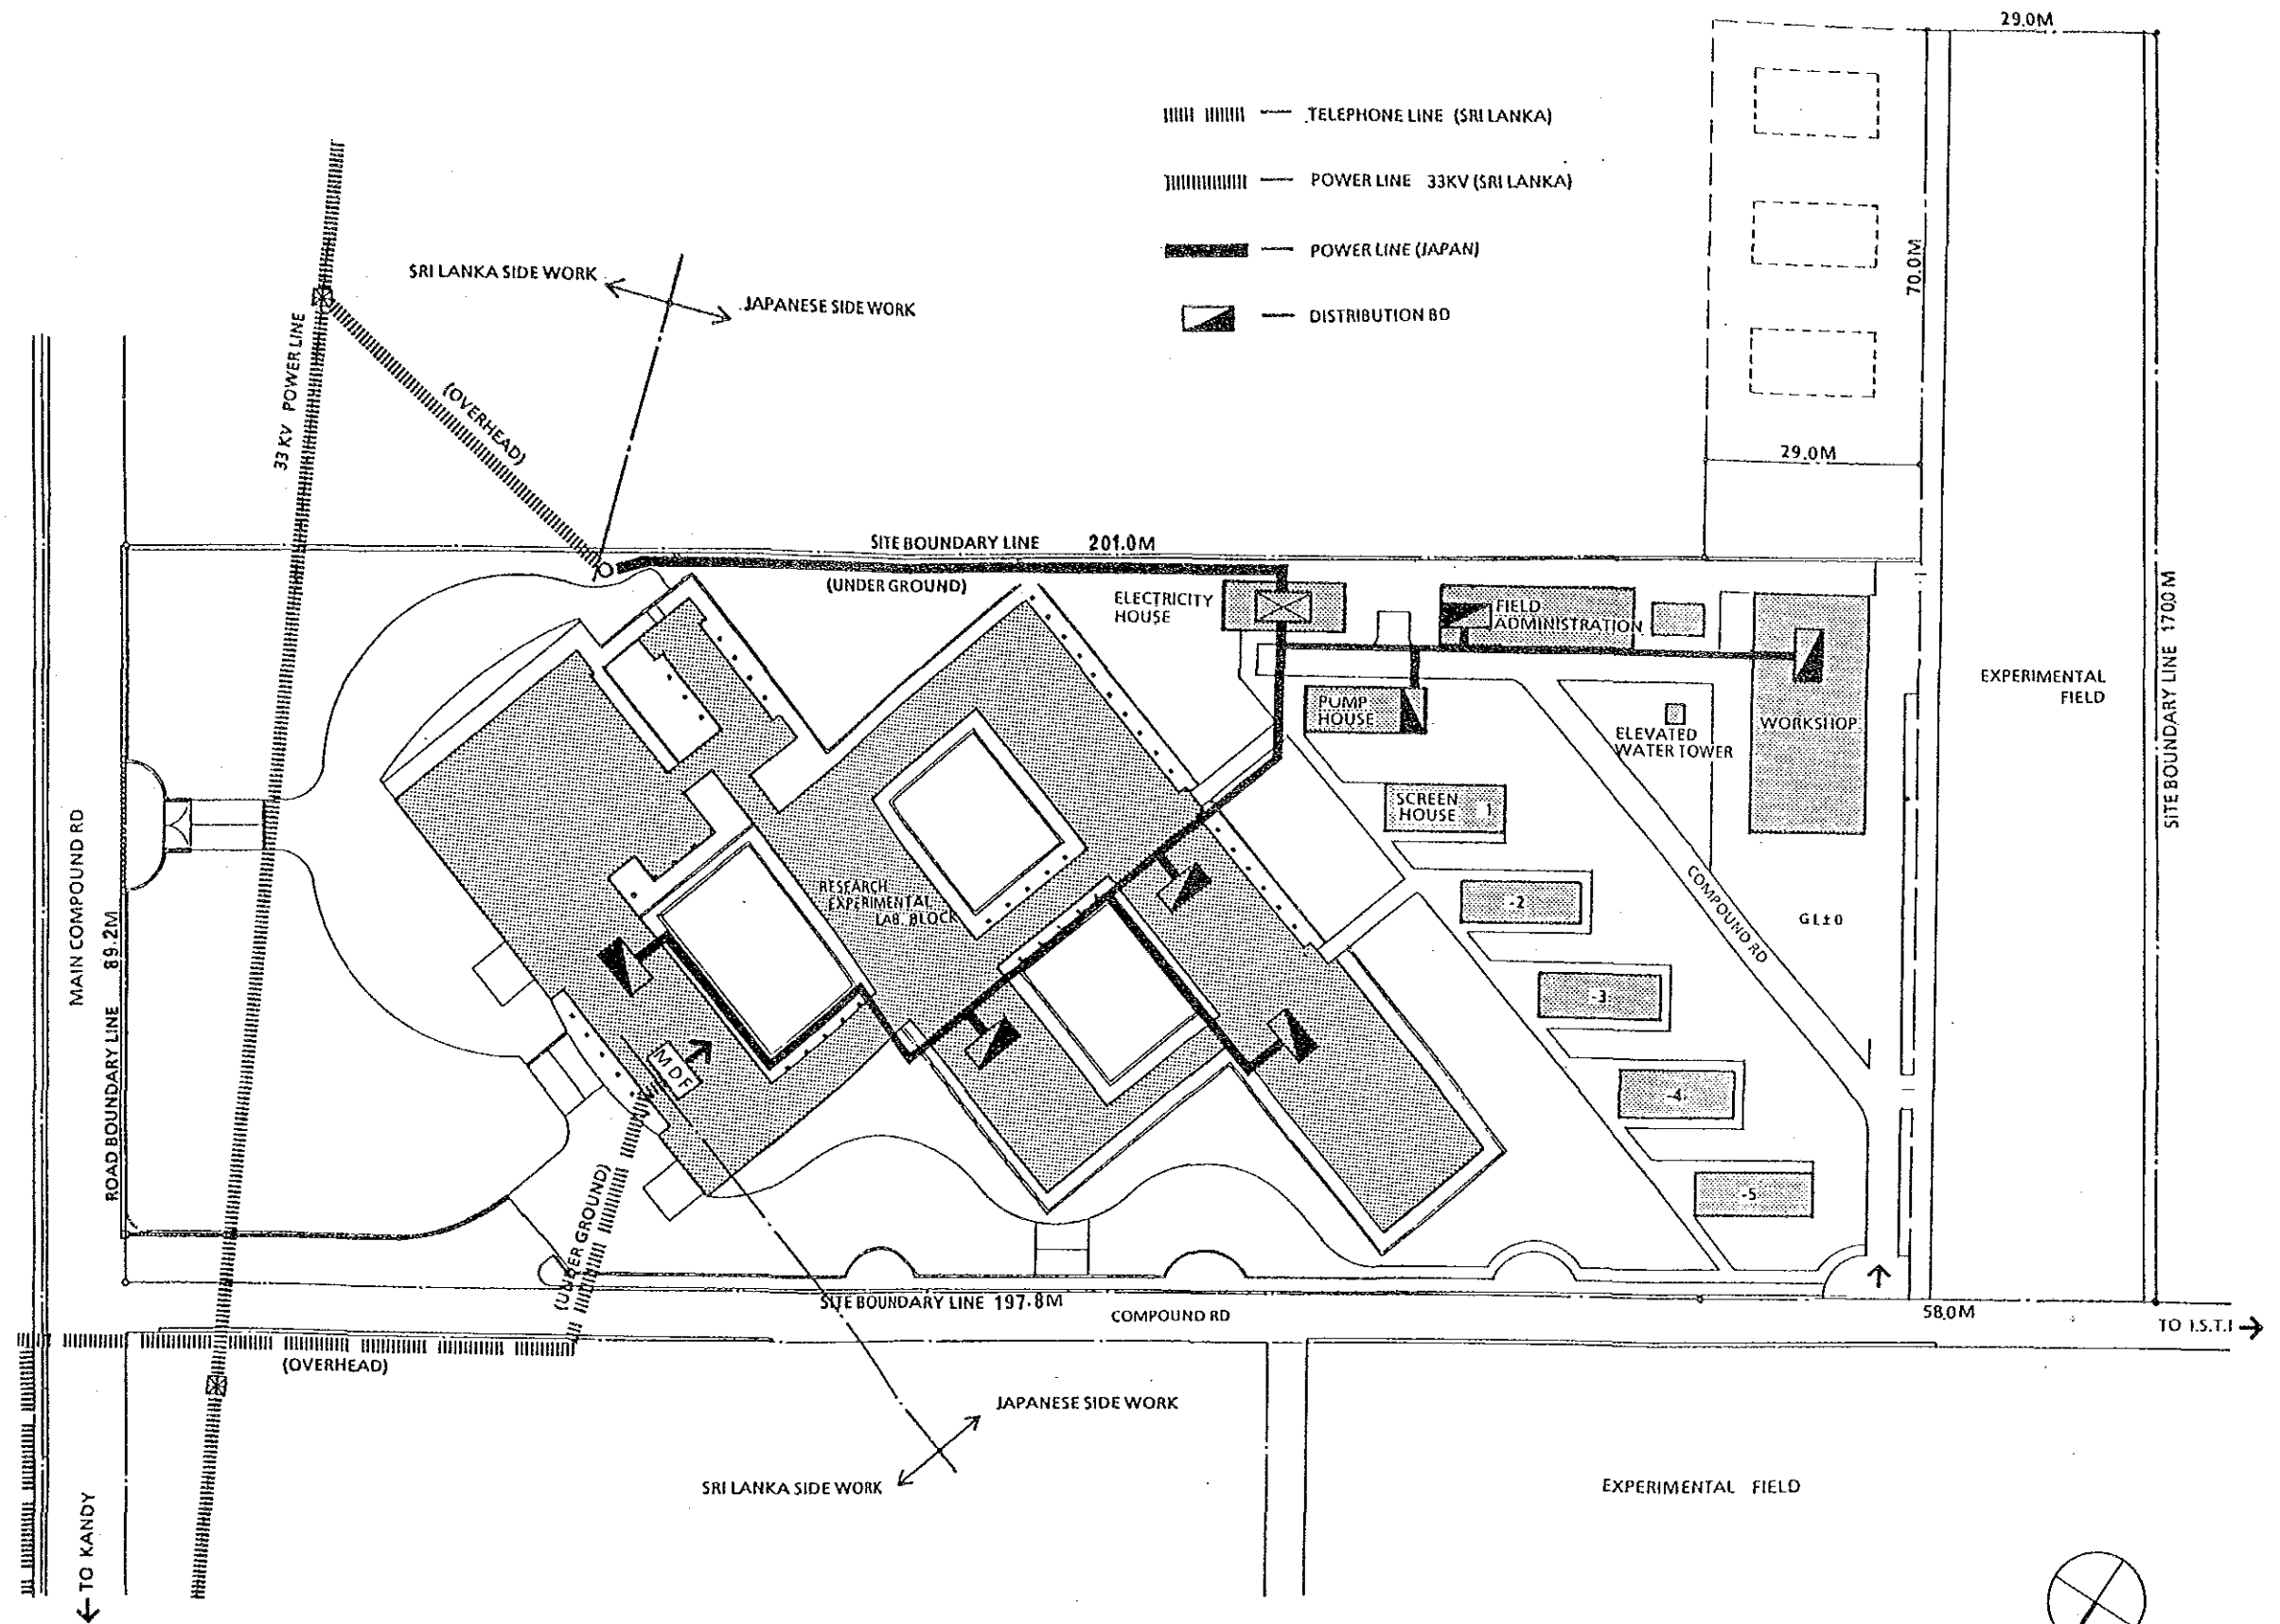 29.0M
TELEPHONE LINE (SRI LANKA)
POWER LINE 33KV (SRI LANKA)
POWER LINE (JAPAN)
DISTRIBUTION BD
SRI LANKA SIDE WORK
JAPANESE SIDE WORK
70.0M
33 KV POWER LINE
(OVERHEAD)
29.0M
SITE BOUNDARY LINE 201.0M
(UNDER GROUND)
ELECTRICITY
HOUSE
FIELD
ADMINISTRATION
EXPERIMENTAL
FIELD
SITE BOUNDARY LINE 170.0 M
PUMP
HOUSE
ELEVATED
WATER TOWER
WORKSHOP
SCREEN
HOUSE
1
MAIN COMPOUND RD
ROAD BOUNDARY LINE 89.2M
RESEARCH
EXPERIMENTAL
LAB. BLOCK
-2
COMPOUND RD
GL±0
-3
MDF
-4
-5
(UNDER GROUND)
SITE BOUNDARY LINE 197.8M
COMPOUND RD
58.0M
TO I.S.T.I
(OVERHEAD)
JAPANESE SIDE WORK
SRI LANKA SIDE WORK
EXPERIMENTAL FIELD
TO KANDY